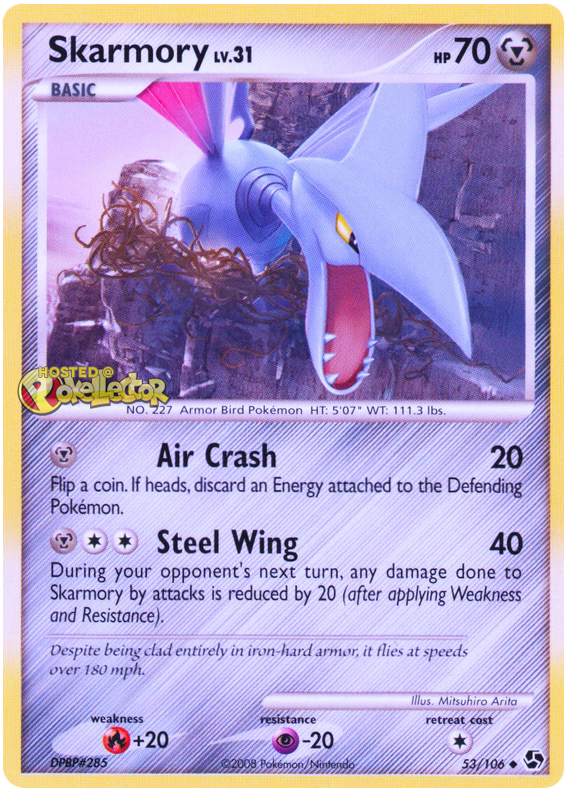 Skarmory LV.31 HP 70
BASIC
HOSTED @
Pokellector
NO. 227 Armor Bird Pokémon HT: 5'07" WT: 111.3 lbs.
Air Crash 20
Flip a coin. If heads, discard an Energy attached to the Defending
Pokémon.
Steel Wing 40
During your opponent's next turn, any damage done to
Skarmory by attacks is reduced by 20 (after applying Weakness
and Resistance).
Despite being clad entirely in iron-hard armor, it flies at speeds
over 180 mph.
Illus. Mitsuhiro Arita
weakness resistance retreat cost
+20 -20
DPBP#285 ©2008 Pokémon/Nintendo 53/106